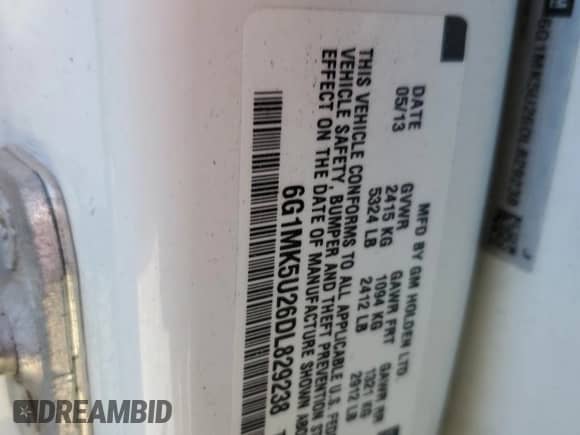 MFD BY GM HOLDEN LTD.
DATE GVWR GAWR FRT GAWR RR
05/13 2415 KG 1094 KG 1321 KG
5324 LB 2412 LB 2912 LB
THIS VEHICLE CONFORMS TO ALL APPLICABLE U.S. FED
VEHICLE SAFETY, BUMPER AND THEFT PREVENTION ST
EFFECT ON THE DATE OF MANUFACTURE SHOWN ABO
6G1MK5U26DL829238
GM
6G1MK5U26DL829238
DREAMBID